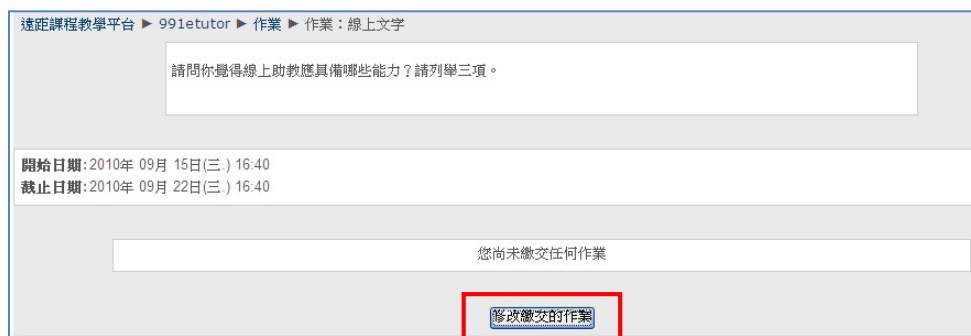 遠距課程教學平台 ► 991etutor ► 作業 ► 作業：線上文字
請問你覺得線上助教應具備哪些能力？請列舉三項。
開始日期:2010年 09月 15日(三.) 16:40
截止日期:2010年 09月 22日(三.) 16:40
您尚未繳交任何作業
修改繳交的作業